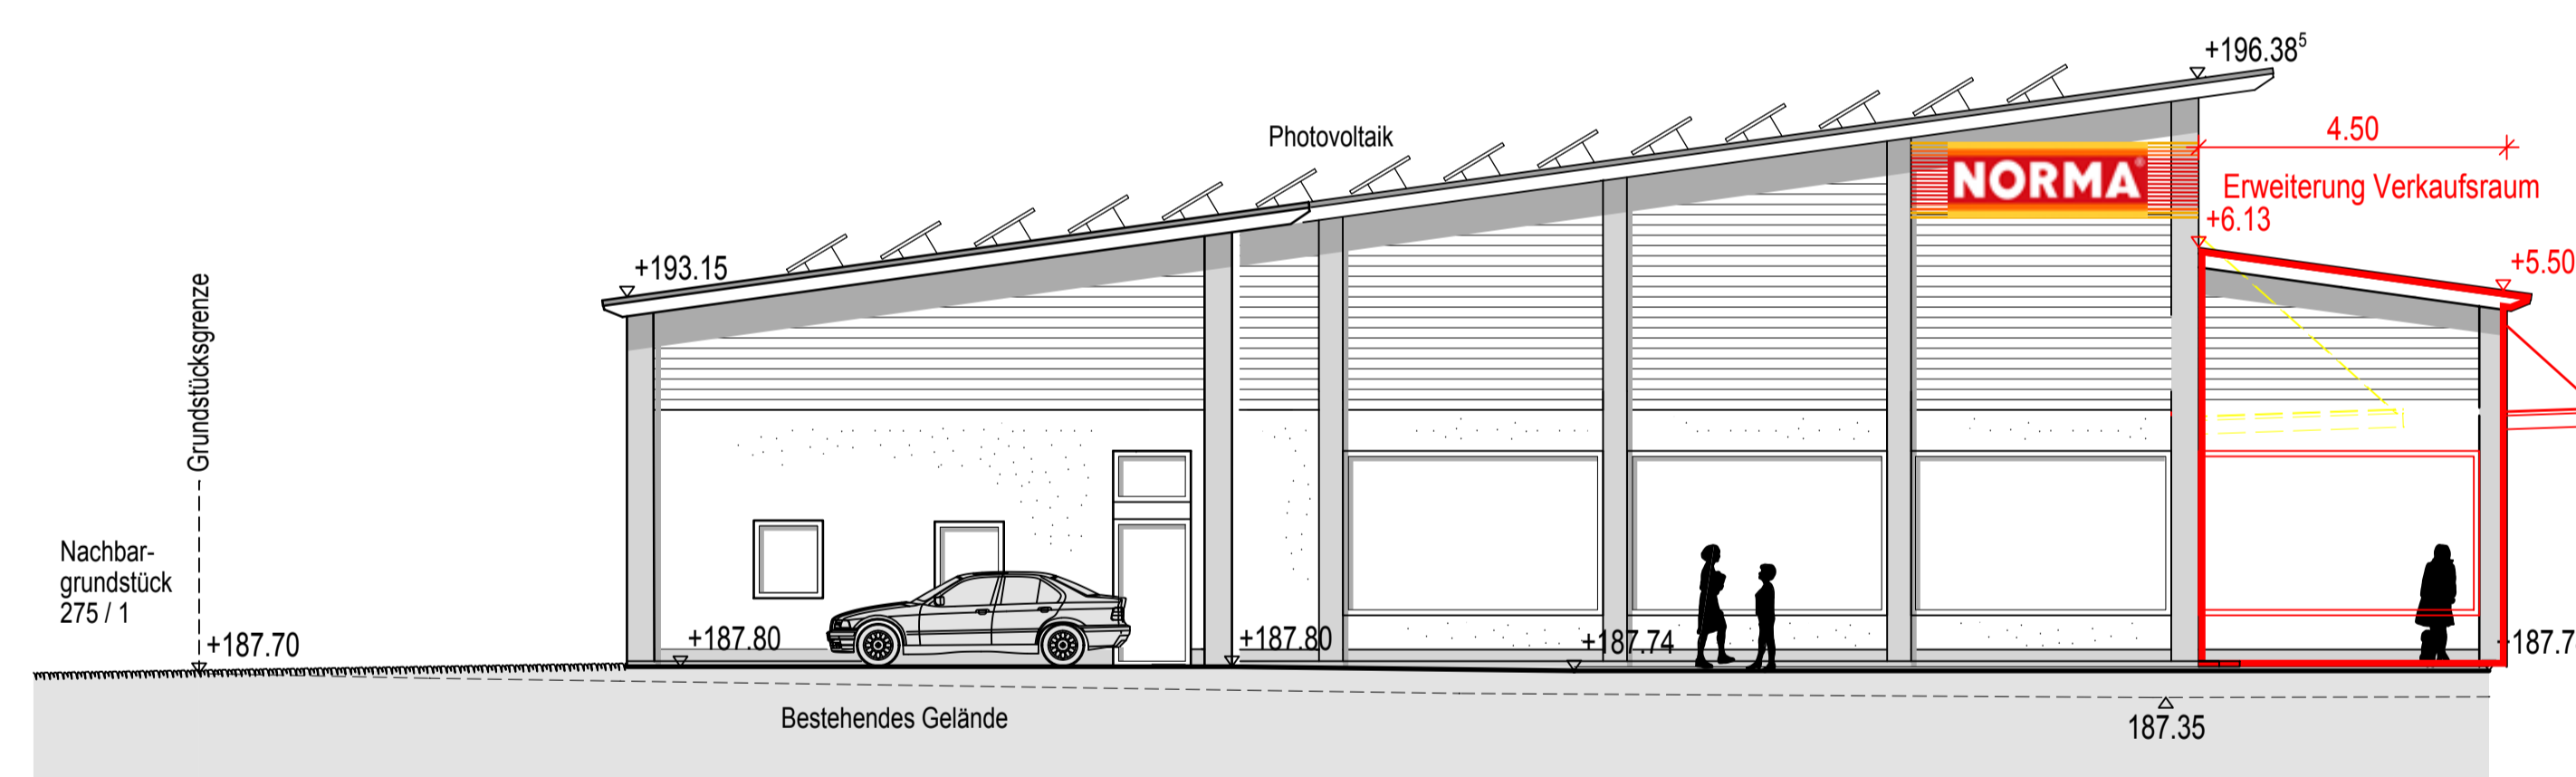 +196.38⁵
4.50
Photovoltaik
NORMA®
Erweiterung Verkaufsraum
+6.13
+193.15
+5.50
Grundstücksgrenze
Nachbar-
grundstück
275 / 1
+187.70
+187.80
+187.80
+187.74
187.35
Bestehendes Gelände